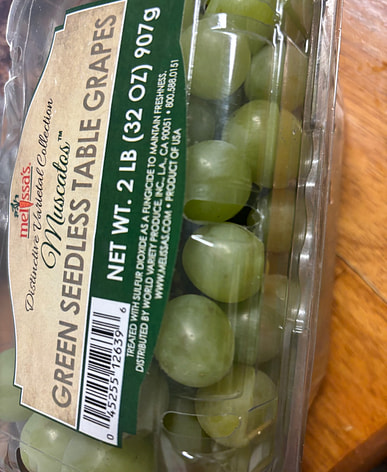 melissa's.
Distinctive Varietal Collection
Muscatos™
GREEN SEEDLESS TABLE GRAPES
NET WT. 2 LB (32 OZ) 907g
TREATED WITH SULFUR DIOXIDE AS A FUNGICIDE TO MAINTAIN FRESHNESS.
DISTRIBUTED BY WORLD VARIETY PRODUCE, INC., L.A., CA 90051 • 800.588.0151
WWW.MELISSAS.COM • PRODUCT OF USA
0 45255 12639 6